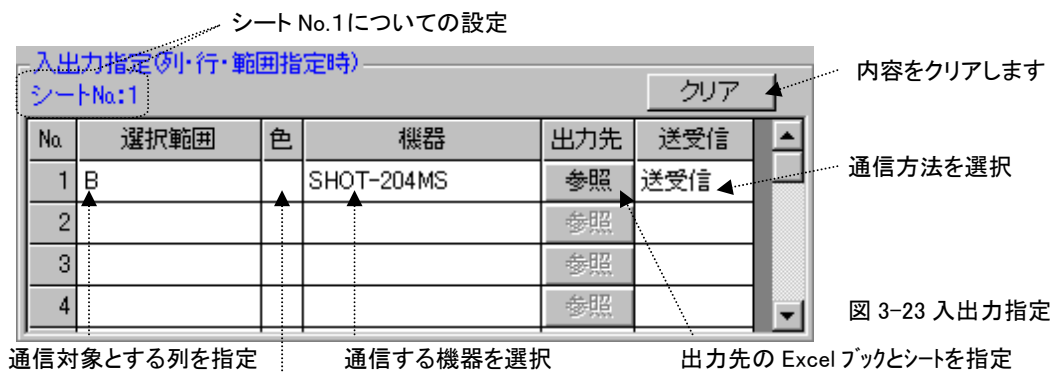 シート No.1についての設定
入出力指定(列・行・範囲指定時)
シートNo.:1
クリア
内容をクリアします
No. 選択範囲 色 機器 出力先 送受信
1 B SHOT-204MS 参照 送受信
通信方法を選択
2 参照
3 参照
4 参照
図 3-23 入出力指定
通信対象とする列を指定 通信する機器を選択 出力先の Excel ブックとシートを指定